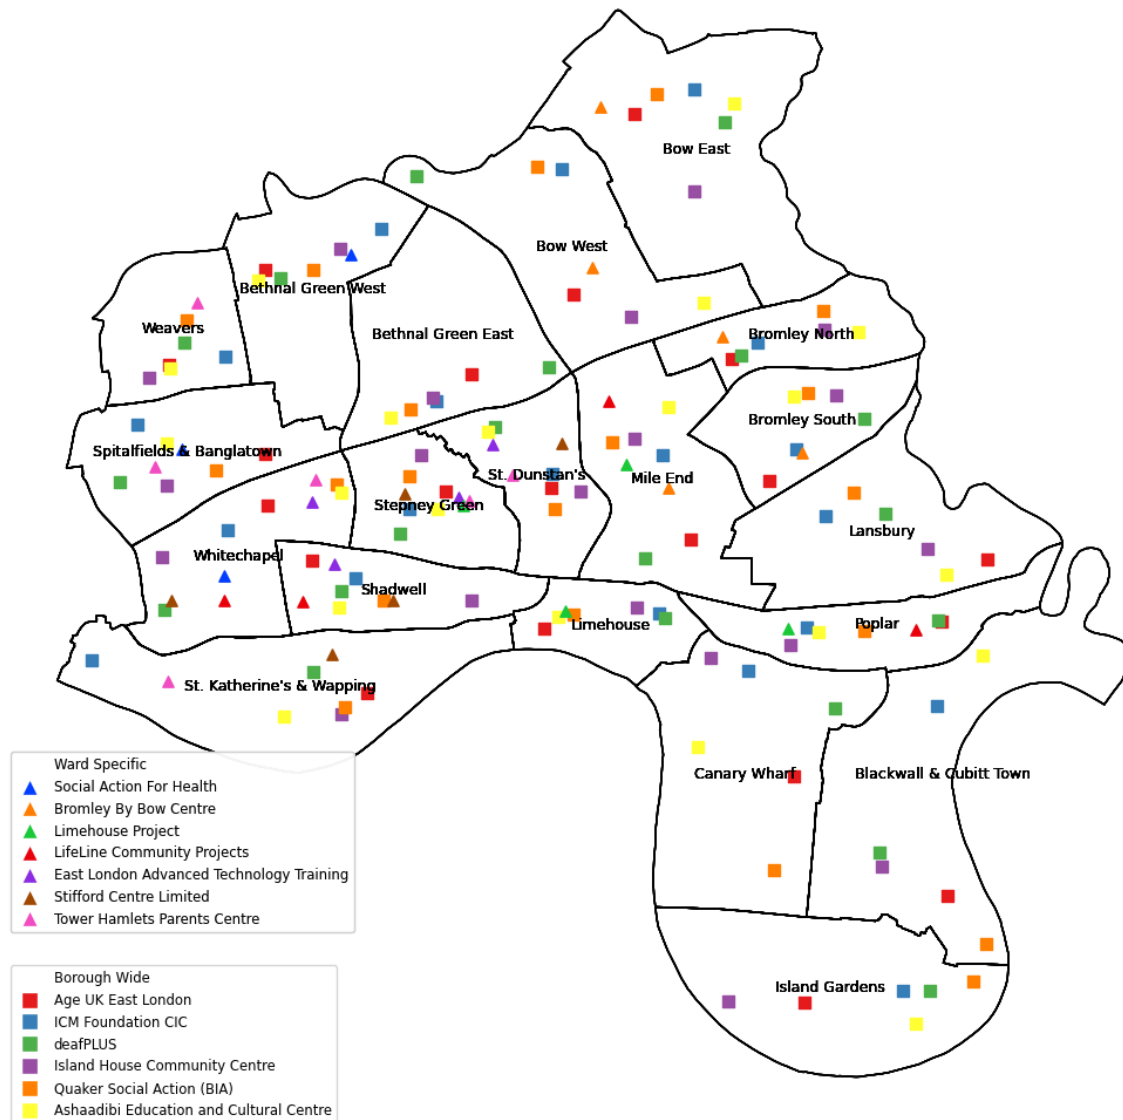 Bow East
Bow West
Bethnal Green West
Weavers
Bethnal Green East
Bromley North
Bromley South
Spitalfields & Banglatown
St. Dunstan's
Mile End
Stepney Green
Lansbury
Whitechapel
Shadwell
Limehouse
Poplar
St. Katherine's & Wapping
Canary Wharf
Blackwall & Cubitt Town
Island Gardens
Ward Specific
Social Action For Health
Bromley By Bow Centre
Limehouse Project
LifeLine Community Projects
East London Advanced Technology Training
Stifford Centre Limited
Tower Hamlets Parents Centre
Borough Wide
Age UK East London
ICM Foundation CIC
deafPLUS
Island House Community Centre
Quaker Social Action (BIA)
Ashaadibi Education and Cultural Centre